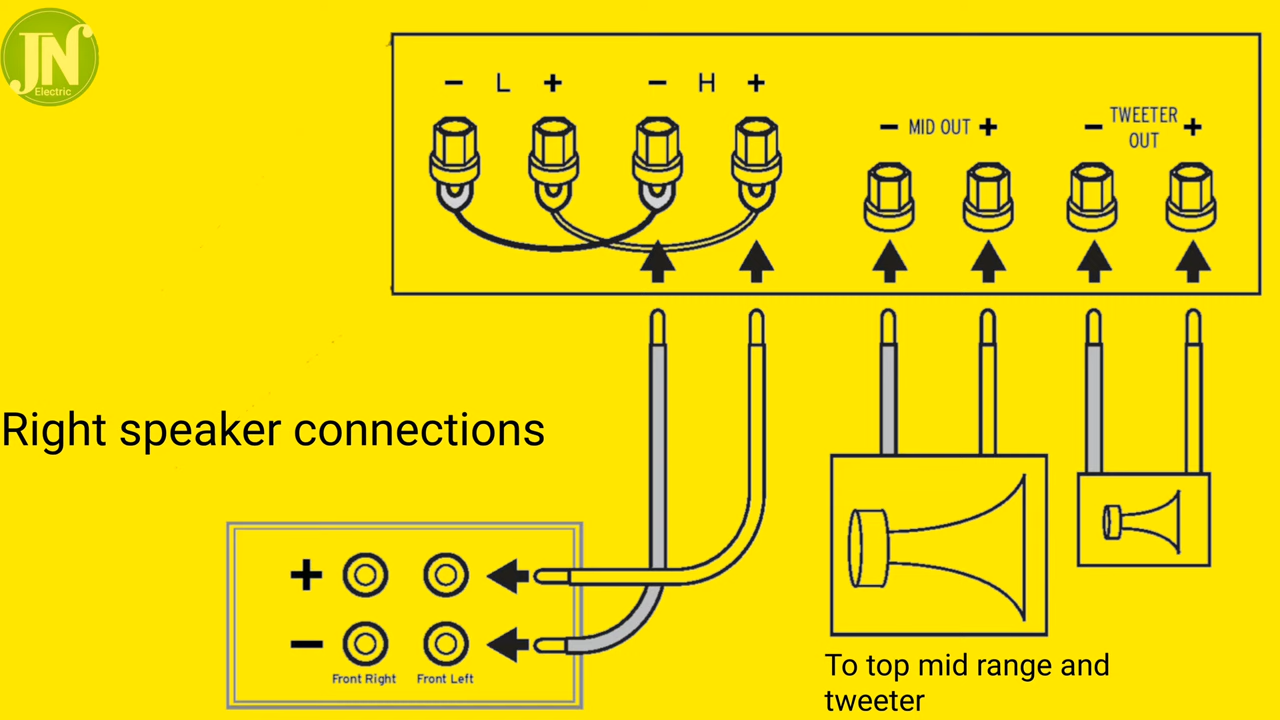 JN
Electric
− L + − H +
− MID OUT +
− TWEETER OUT +
Right speaker connections
+
−
Front Right Front Left
To top mid range and
tweeter